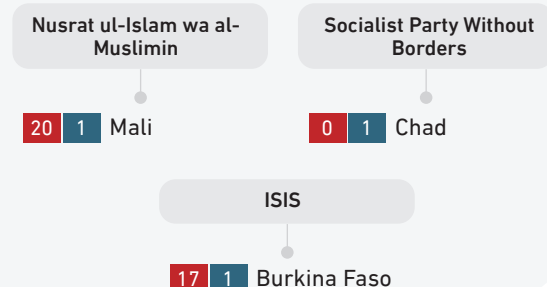 Nusrat ul-Islam wa al-
Muslimin
20 1 Mali
Socialist Party Without
Borders
0 1 Chad
ISIS
17 1 Burkina Faso